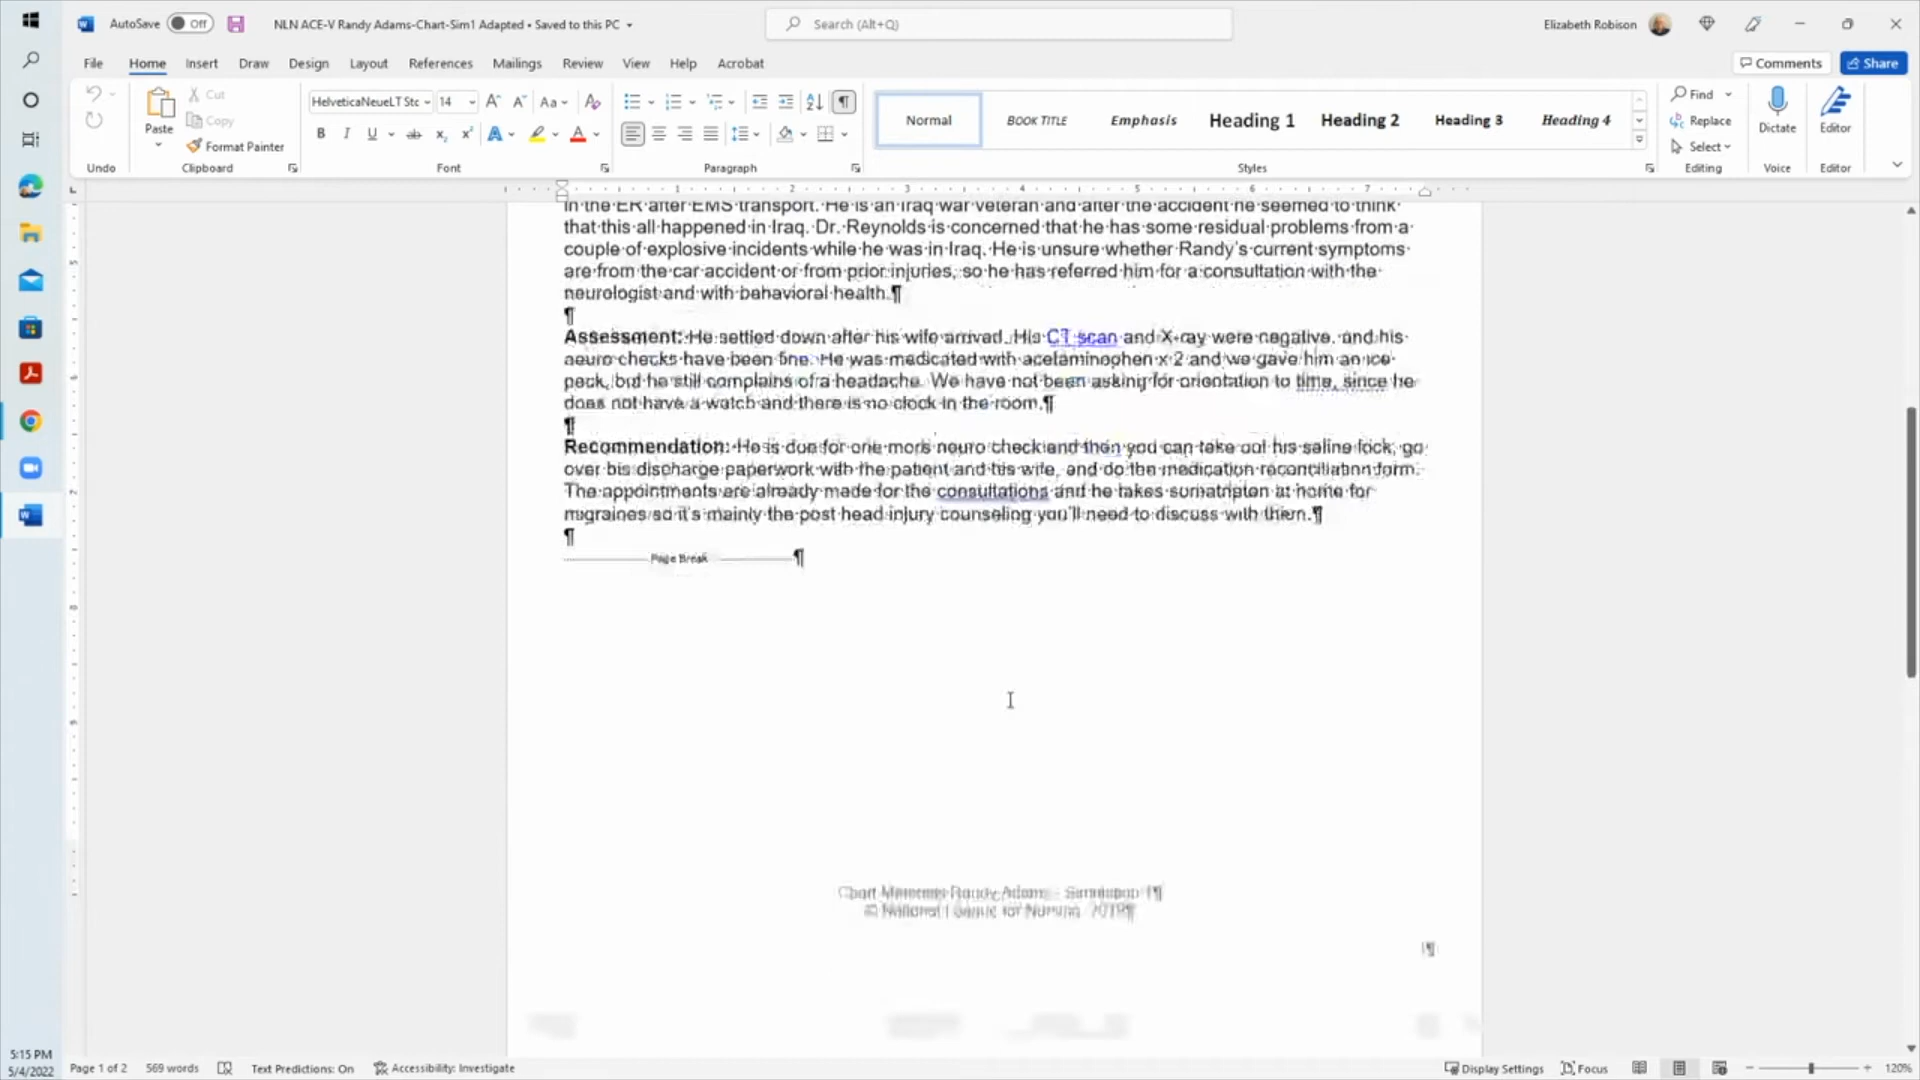 AutoSave Off NLN ACE-V Randy Adams-Chart-Sim1 Adapted • Saved to this PC Search (Alt+Q) Elizabeth Robison
File Home Insert Draw Design Layout References Mailings Review View Help Acrobat Comments Share
Cut
Copy
Paste
Format Painter
HelveticaNeueLT Stc 14
Normal BOOK TITLE Emphasis Heading 1 Heading 2 Heading 3 Heading 4
Find
Replace
Select
Dictate Editor
Undo Clipboard Font Paragraph Styles Editing Voice Editor
1 2 3 4 5 6 7
in the ER after EMS transport. He is an Iraq war veteran and after the accident he seemed to think
that this all happened in Iraq. Dr. Reynolds is concerned that he has some residual problems from a
couple of explosive incidents while he was in Iraq. He is unsure whether Randy's current symptoms
are from the car accident or from prior injuries, so he has referred him for a consultation with the
neurologist and with behavioral health.¶
¶
Assessment: He settled down after his wife arrived. His CT scan and X-ray were negative, and his
neuro checks have been fine. He was medicated with acetaminophen x 2 and we gave him an ice
pack, but he still complains of a headache. We have not been asking for orientation to time, since he
does not have a watch and there is no clock in the room.¶
¶
Recommendation: He is due for one more neuro check and then you can take out his saline lock, go
over his discharge paperwork with the patient and his wife, and do the medication reconciliation form.
The appointments are already made for the consultations and he takes sumatriptan at home for
migraines so it's mainly the post head injury counseling you'll need to discuss with them.¶
¶
Page Break ¶
Chart Materials Randy Adams - Simulation 1¶
© National League for Nursing, ¶
¶
5:15 PM
5/4/2022
Page 1 of 2 569 words Text Predictions: On Accessibility: Investigate Display Settings Focus 120%